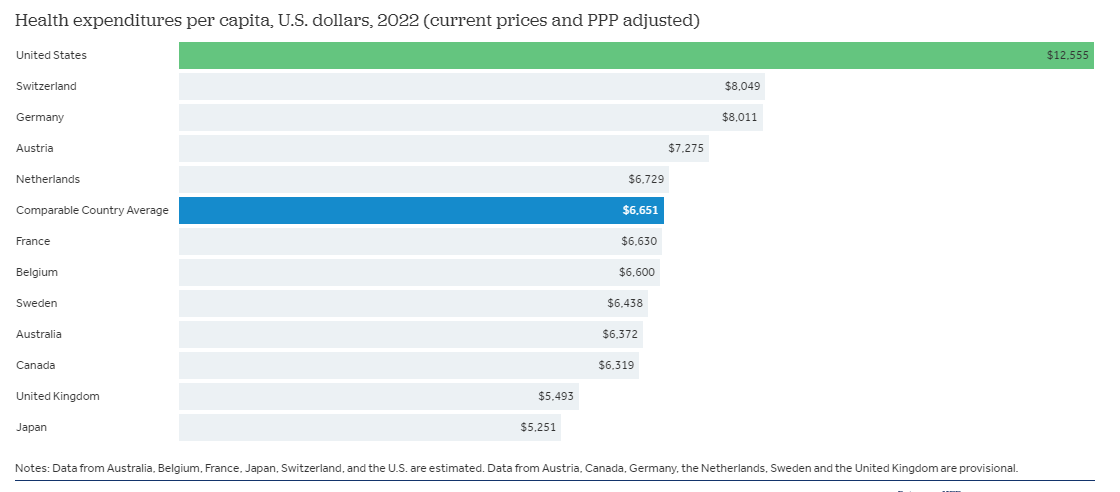 Health expenditures per capita, U.S. dollars, 2022 (current prices and PPP adjusted)
United States $12,555
Switzerland $8,049
Germany $8,011
Austria $7,275
Netherlands $6,729
Comparable Country Average $6,651
France $6,630
Belgium $6,600
Sweden $6,438
Australia $6,372
Canada $6,319
United Kingdom $5,493
Japan $5,251
Notes: Data from Australia, Belgium, France, Japan, Switzerland, and the U.S. are estimated. Data from Austria, Canada, Germany, the Netherlands, Sweden and the United Kingdom are provisional.